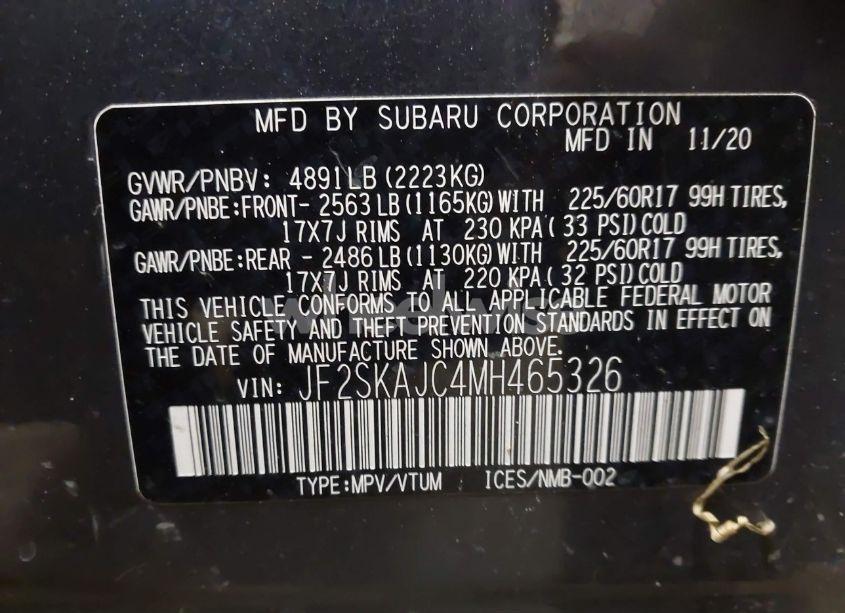 MFD BY SUBARU CORPORATION
MFD IN 11/20
GVWR/PNBV: 4891LB(2223KG)
GAWR/PNBE:FRONT- 2563LB(1165KG)WITH 225/60R17 99H TIRES,
17X7J RIMS AT 230 KPA( 33 PSI)COLD
GAWR/PNBE:REAR - 2486LB(1130KG)WITH 225/60R17 99H TIRES,
17X7J RIMS AT 220 KPA( 32 PSI)COLD
THIS VEHICLE CONFORMS TO ALL APPLICABLE FEDERAL MOTOR
VEHICLE SAFETY AND THEFT PREVENTION STANDARDS IN EFFECT ON
THE DATE OF MANUFACTURE SHOWN ABOVE.
VIN: JF2SKAJC4MH465326
TYPE:MPV/VTUM ICES/NMB-002